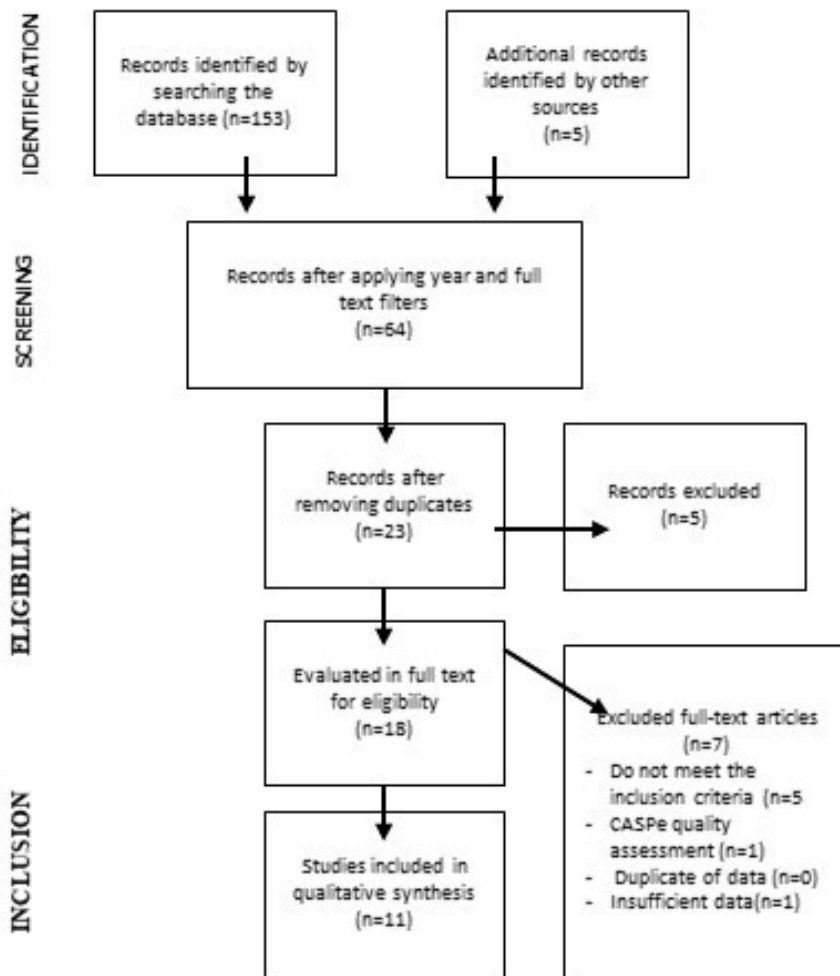 IDENTIFICATION
Records identified by
searching the
database (n=153)
Additional records
identified by other
sources
(n=5)
SCREENING
Records after applying year and full
text filters
(n=64)
ELIGIBILITY
Records after
removing duplicates
(n=23)
Records excluded
(n=5)
Evaluated in full text
for eligibility
(n=18)
Excluded full-text articles
(n=7)
- Do not meet the
inclusion criteria (n=5
- CASPe quality
assessment (n=1)
- Duplicate of data (n=0)
- Insufficient data(n=1)
INCLUSION
Studies included in
qualitative synthesis
(n=11)